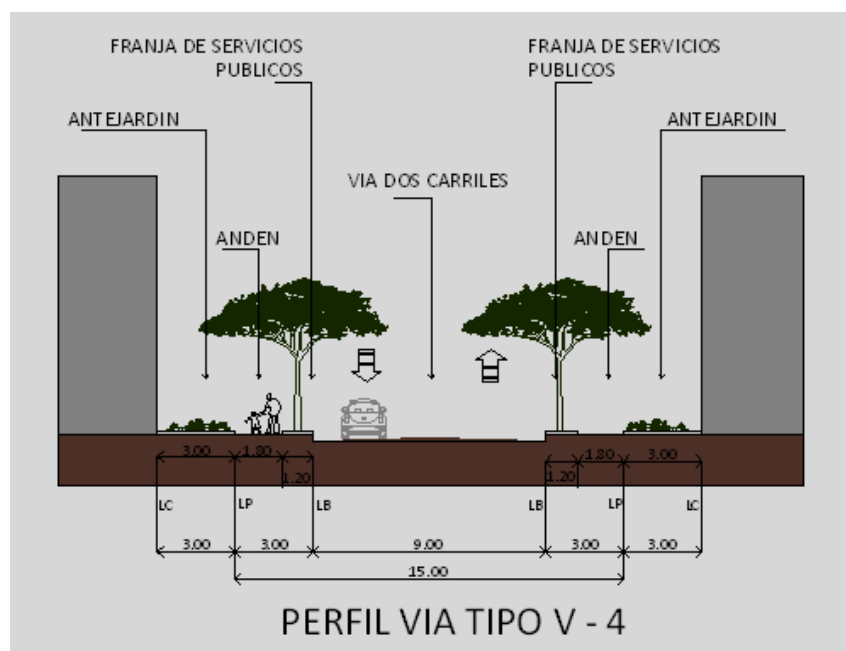 FRANJA DE SERVICIOS
PUBLICOS
FRANJA DE SERVICIOS
PUBLICOS
ANTEJARDIN
ANTEJARDIN
VIA DOS CARRILES
ANDEN
ANDEN
3.00 1.80 1.80 3.00
1.20 1.20
LC LP LB LB LP LC
3.00 3.00 9.00 3.00 3.00
15.00
PERFIL VIA TIPO V - 4